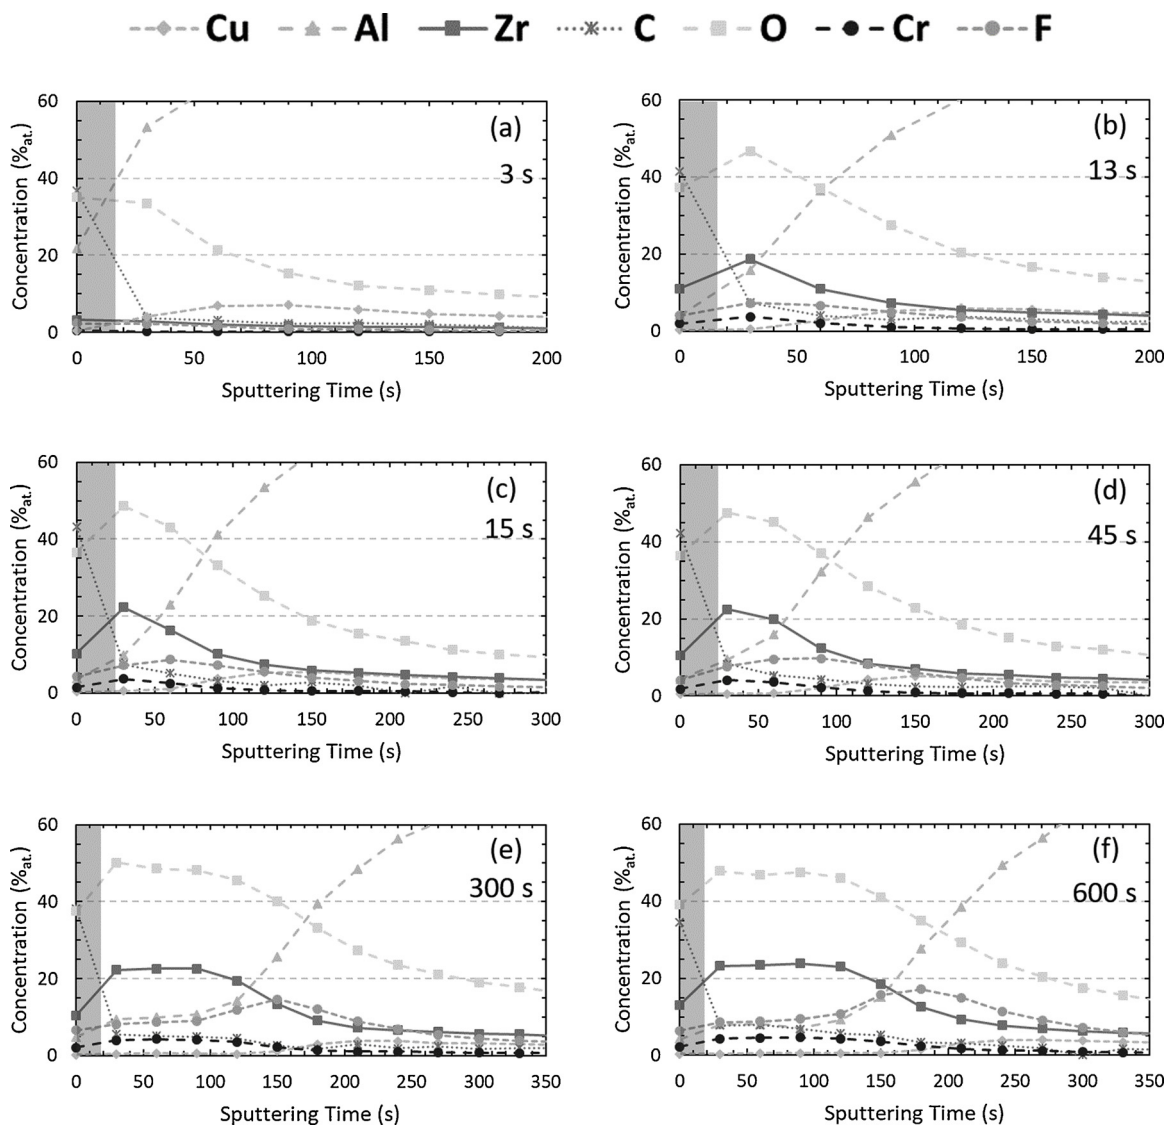 Cu Al Zr C O Cr F
60
40
20
0
0 50 100 150 200
Concentration (%at.)
Sputtering Time (s)
(a)
3 s
60
40
20
0
0 50 100 150 200
Concentration (%at.)
Sputtering Time (s)
(b)
13 s
60
40
20
0
0 50 100 150 200 250 300
Concentration (%at.)
Sputtering Time (s)
(c)
15 s
60
40
20
0
0 50 100 150 200 250 300
Concentration (%at.)
Sputtering Time (s)
(d)
45 s
60
40
20
0
0 50 100 150 200 250 300 350
Concentration (%at.)
Sputtering Time (s)
(e)
300 s
60
40
20
0
0 50 100 150 200 250 300 350
Concentration (%at.)
Sputtering Time (s)
(f)
600 s